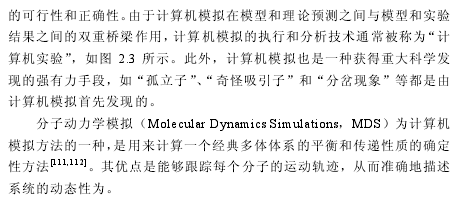 的可行性和正确性。由于计算机模拟在模型和理论预测之间与模型和实验
结果之间的双重桥梁作用，计算机模拟的执行和分析技术通常被称为“计
算机实验”，如图 2.3 所示。此外，计算机模拟也是一种获得重大科学发
现的强有力手段，如“孤立子”、“奇怪吸引子”和“分岔现象”等都是由
计算机模拟首先发现的。
分子动力学模拟（Molecular Dynamics Simulations，MDS）为计算机
模拟方法的一种，是用来计算一个经典多体体系的平衡和传递性质的确定
性方法[111,112]。其优点是能够跟踪每个分子的运动轨迹，从而准确地描述
系统的动态性为。